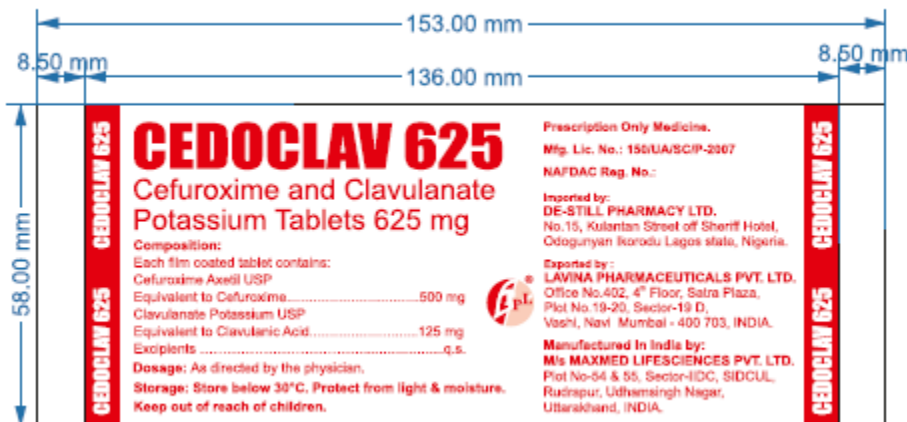 153.00 mm
8.50 mm
136.00 mm
8.50 mm
58.00 mm
CEDOCLAV 625
CEDOCLAV 625
CEDOCLAV 625
Cefuroxime and Clavulanate
Potassium Tablets 625 mg
Composition:
Each film coated tablet contains:
Cefuroxime Axetil USP
Equivalent to Cefuroxime..............................500 mg
Clavulanate Potassium USP
Equivalent to Clavulanic Acid.........................125 mg
Excipients ......................................................q.s.
Dosage: As directed by the physician.
Storage: Store below 30°C. Protect from light & moisture.
Keep out of reach of children.
LPL
®
Prescription Only Medicine.
Mfg. Lic. No.: 150/UA/SC/P-2007
NAFDAC Reg. No.:
Imported by:
DE-STILL PHARMACY LTD.
No.15, Kulantan Street off Sheriff Hotel,
Odogunyan Ikorodu Lagos state, Nigeria.
Exported by :
LAVINA PHARMACEUTICALS PVT. LTD.
Office No.402, 4th Floor, Satra Plaza,
Plot No.19-20, Sector-19 D,
Vashi, Navi Mumbai - 400 703, INDIA.
Manufactured In India by:
M/s MAXMED LIFESCIENCES PVT. LTD.
Plot No-54 & 55, Sector-IIDC, SIDCUL,
Rudrapur, Udhamsingh Nagar,
Uttarakhand, INDIA.
CEDOCLAV 625
CEDOCLAV 625